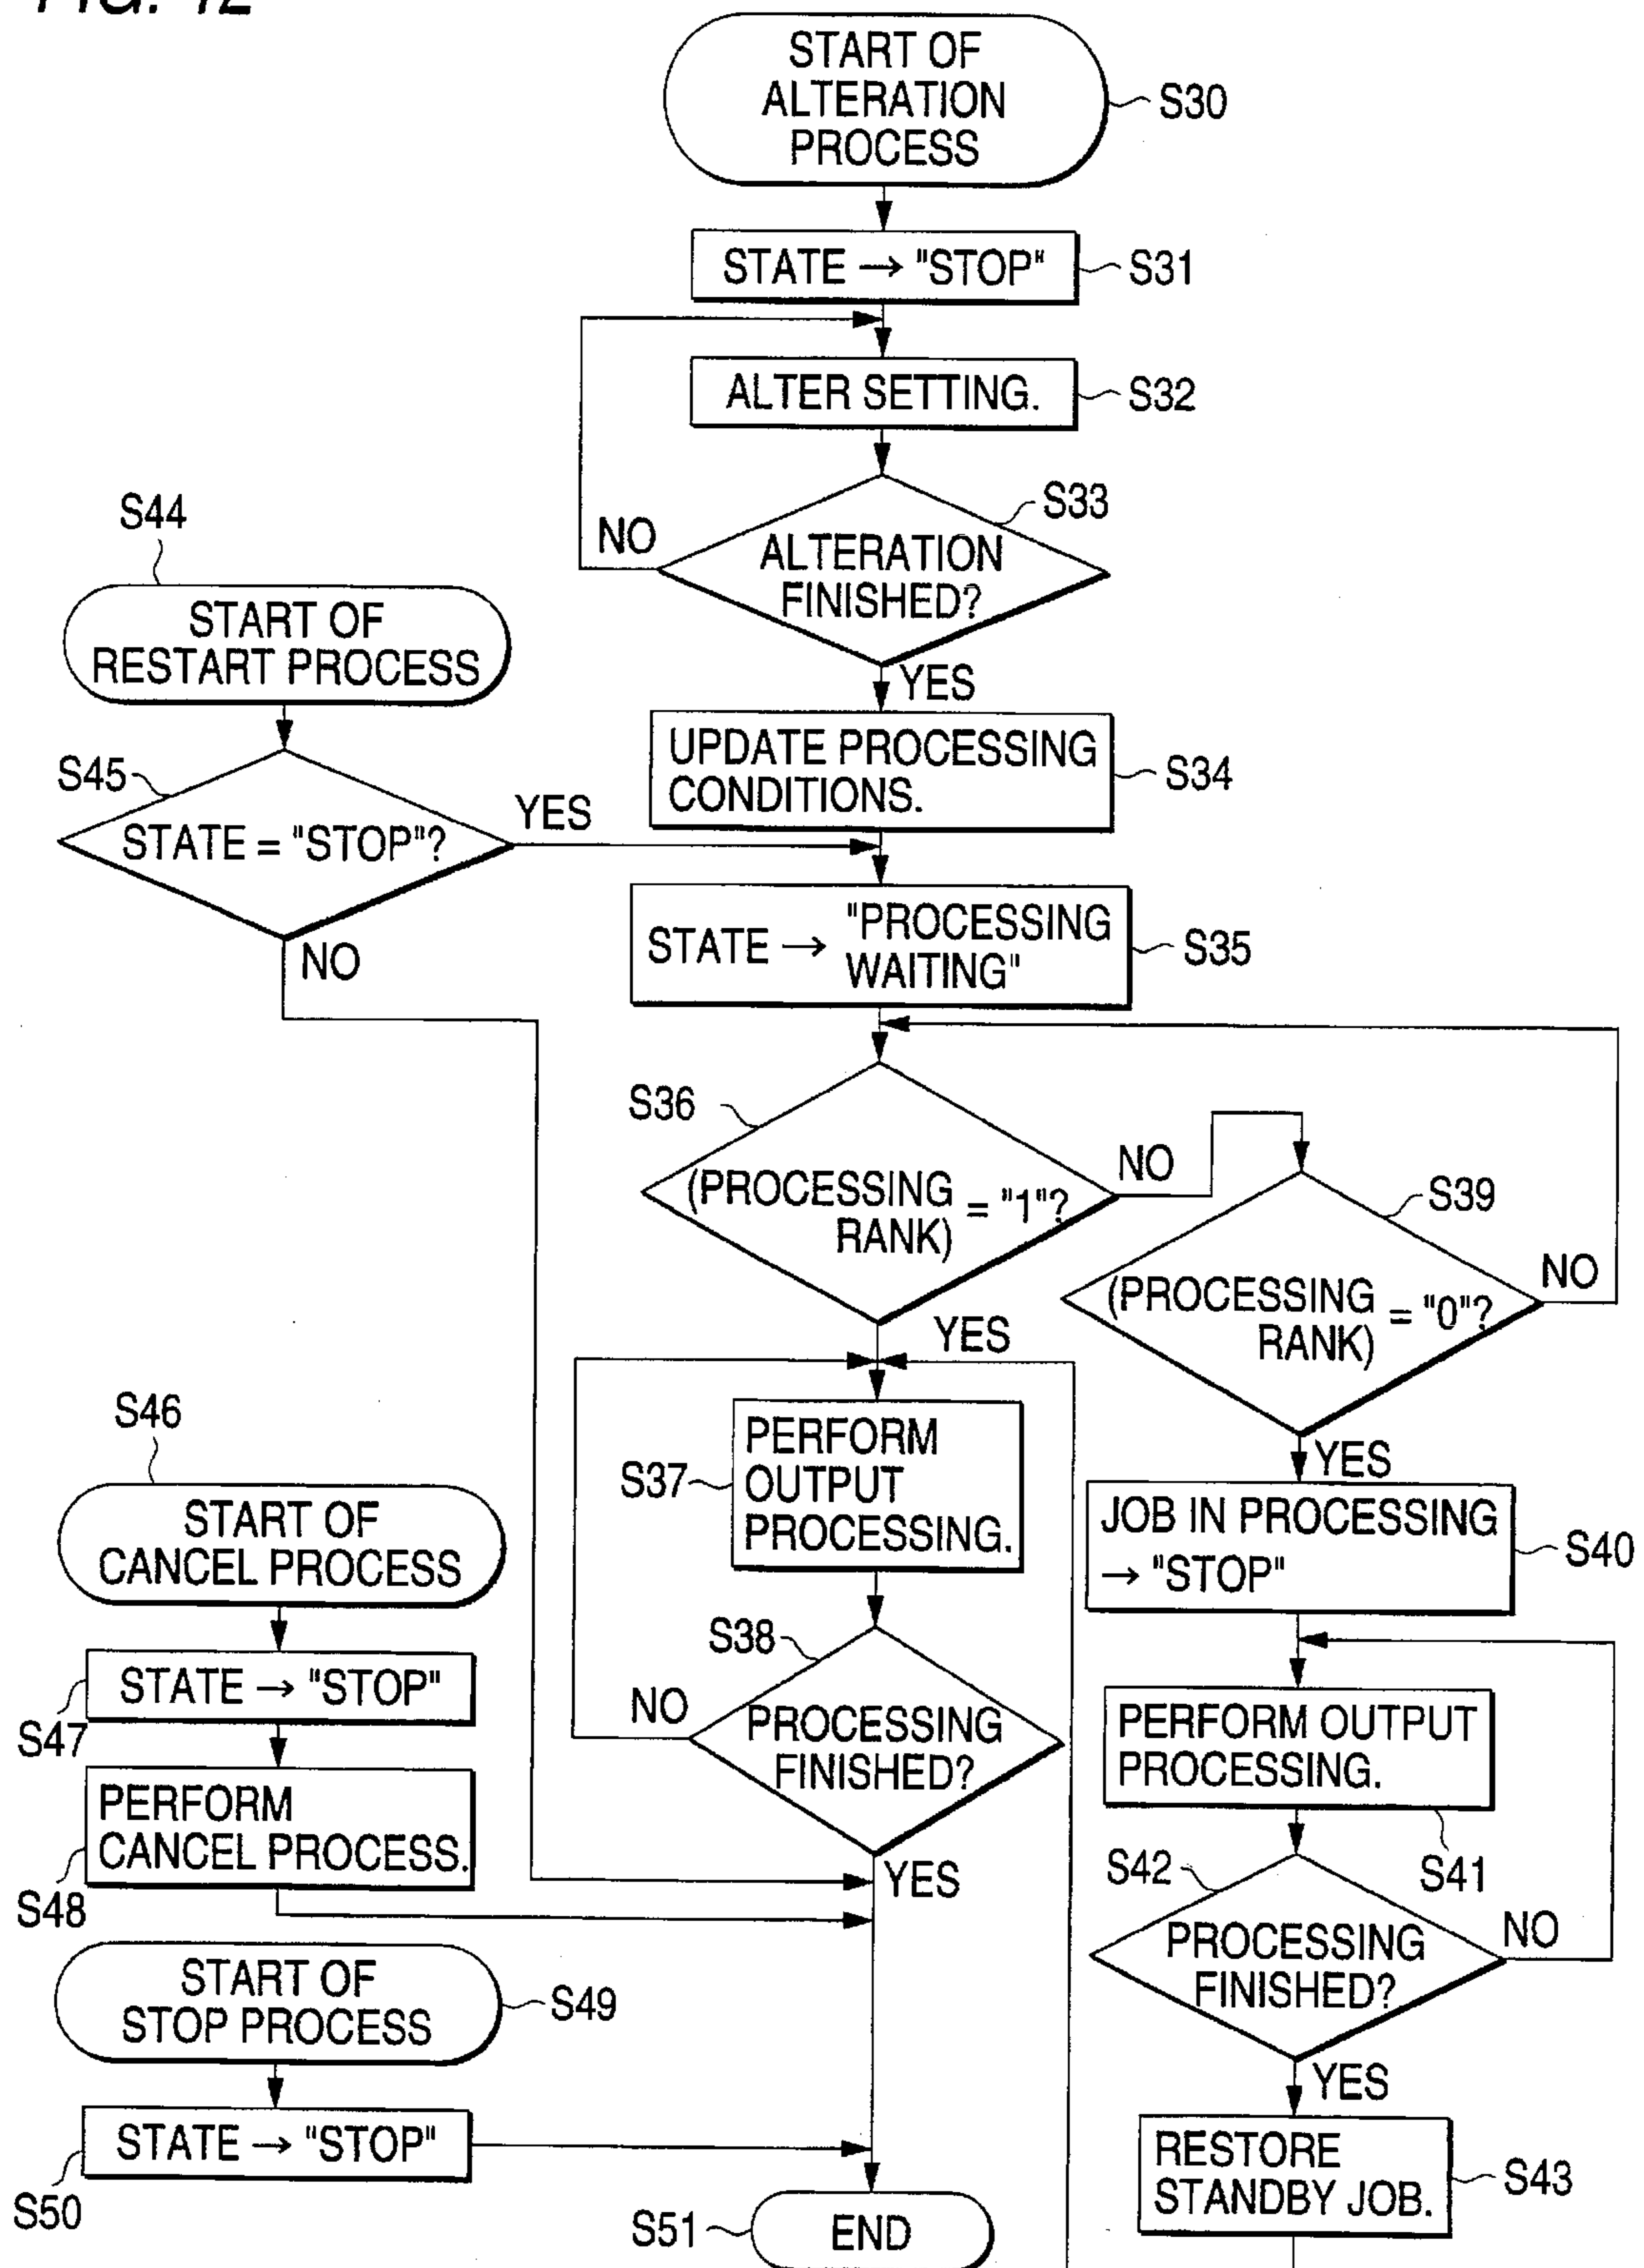 FIG. 12
START OF
ALTERATION
PROCESS
S30
STATE → "STOP"
S31
ALTER SETTING.
S32
S33
NO
ALTERATION
FINISHED?
YES
S44
START OF
RESTART PROCESS
UPDATE PROCESSING
CONDITIONS.
S34
S45
STATE = "STOP"?
YES
NO
STATE → "PROCESSING
WAITING"
S35
S36
(PROCESSING
RANK) = "1"?
NO
YES
S39
(PROCESSING
RANK) = "0"?
NO
YES
S37
PERFORM
OUTPUT
PROCESSING.
JOB IN PROCESSING
→ "STOP"
S40
S46
START OF
CANCEL PROCESS
STATE → "STOP"
S47
PERFORM
CANCEL PROCESS.
S48
S38
NO
PROCESSING
FINISHED?
YES
PERFORM OUTPUT
PROCESSING.
S41
S42
PROCESSING
FINISHED?
NO
YES
START OF
STOP PROCESS
S49
STATE → "STOP"
S50
RESTORE
STANDBY JOB.
S43
S51
END